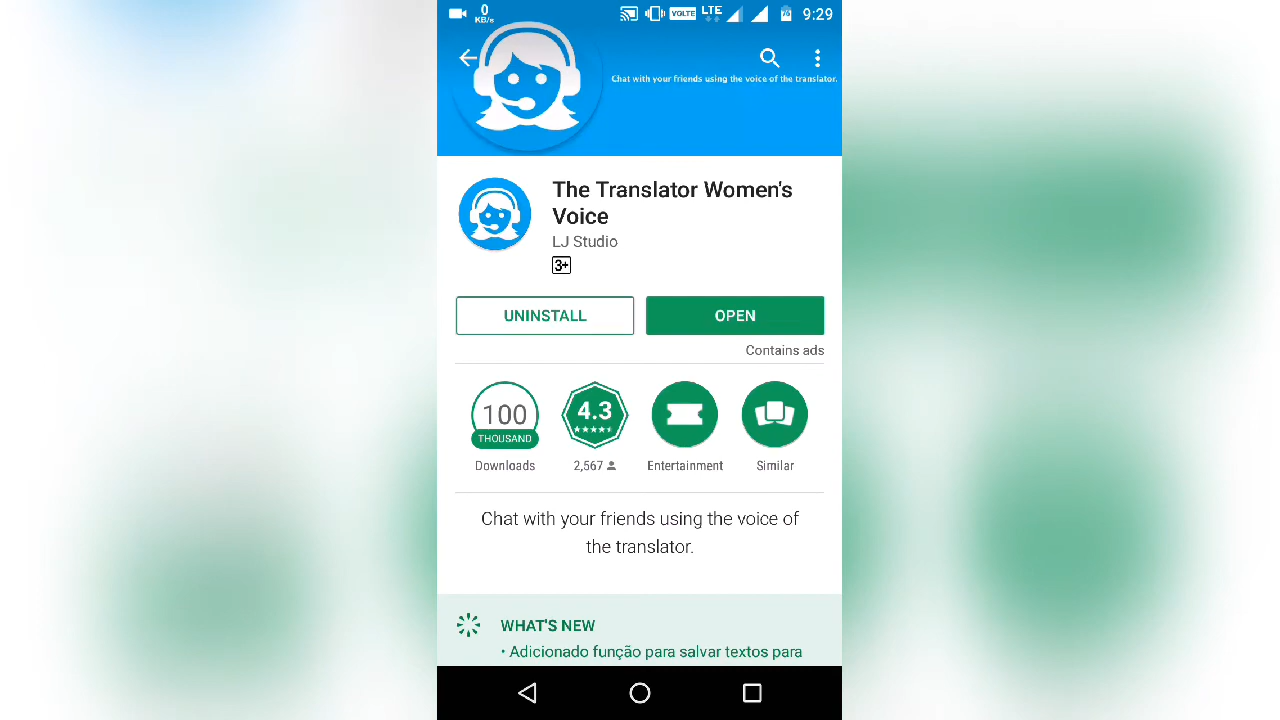 0
KB/s
VOLTE
LTE
9:29
Chat with your friends using the voice of the translator.
The Translator Women's
Voice
LJ Studio
3+
UNINSTALL
OPEN
Contains ads
100
THOUSAND
4.3
Downloads
2,567
Entertainment
Similar
Chat with your friends using the voice of
the translator.
WHAT'S NEW
• Adicionado função para salvar textos para